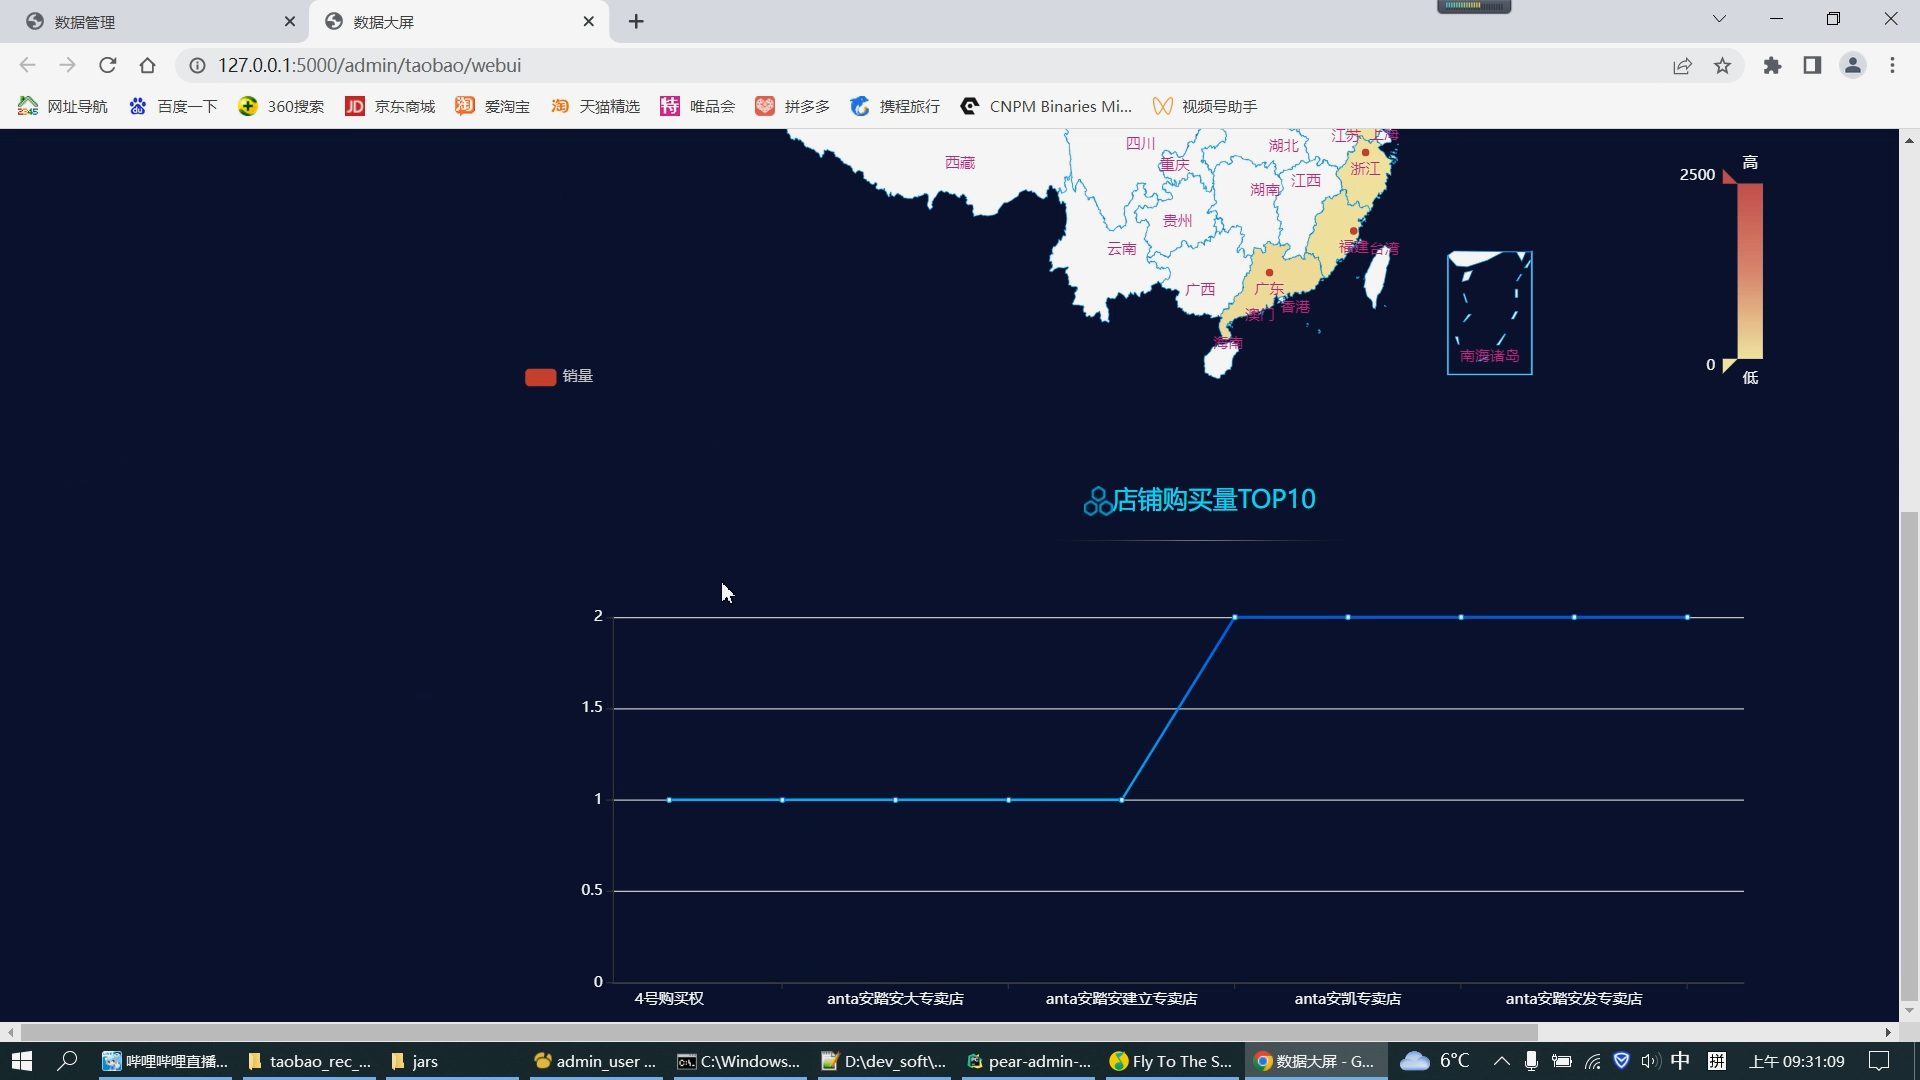 数据管理
数据大屏
127.0.0.1:5000/admin/taobao/webui
网址导航
百度一下
360搜索
京东商城
爱淘宝
天猫精选
唯品会
拼多多
携程旅行
CNPM Binaries Mi...
视频号助手
西藏
四川
重庆
湖北
江苏
上海
浙江
湖南
江西
贵州
云南
福建
台湾
广西
广东
香港
澳门
海南
南海诸岛
高
2500
0
低
销量
店铺购买量TOP10
2
1.5
1
0.5
0
4号购买权
anta安踏安大专卖店
anta安踏安建立专卖店
anta安凯专卖店
anta安踏安发专卖店
哔哩哔哩直播...
taobao_rec_...
jars
admin_user ...
C:\Windows...
D:\dev_soft\...
pear-admin-...
Fly To The S...
数据大屏 - G...
6°C
中
拼
上午 09:31:09